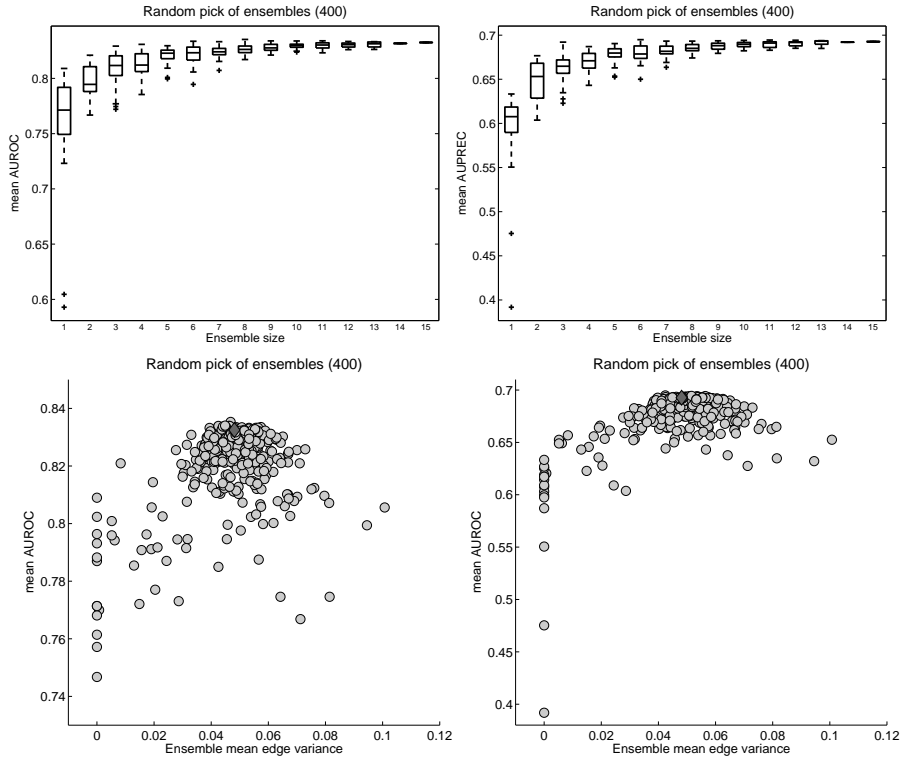 Random pick of ensembles (400)
mean AUROC
0.8
0.75
0.7
0.65
0.6
1 2 3 4 5 6 7 8 9 10 11 12 13 14 15
Ensemble size
Random pick of ensembles (400)
mean AUPREC
0.7
0.65
0.6
0.55
0.5
0.45
0.4
1 2 3 4 5 6 7 8 9 10 11 12 13 14 15
Ensemble size
Random pick of ensembles (400)
mean AUROC
0.84
0.82
0.8
0.78
0.76
0.74
0 0.02 0.04 0.06 0.08 0.1 0.12
Ensemble mean edge variance
Random pick of ensembles (400)
mean AUROC
0.7
0.65
0.6
0.55
0.5
0.45
0.4
0 0.02 0.04 0.06 0.08 0.1 0.12
Ensemble mean edge variance